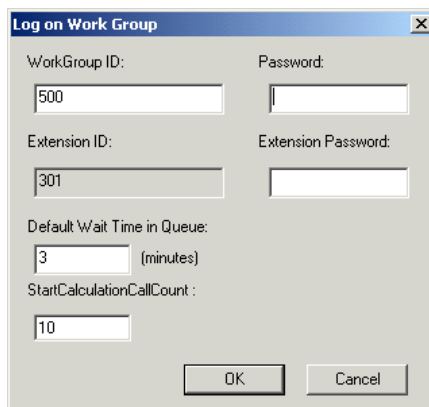 Log on Work Group
WorkGroup ID: Password:
500
Extension ID: Extension Password:
301
Default Wait Time in Queue:
3 (minutes)
StartCalculationCallCount :
10
OK Cancel